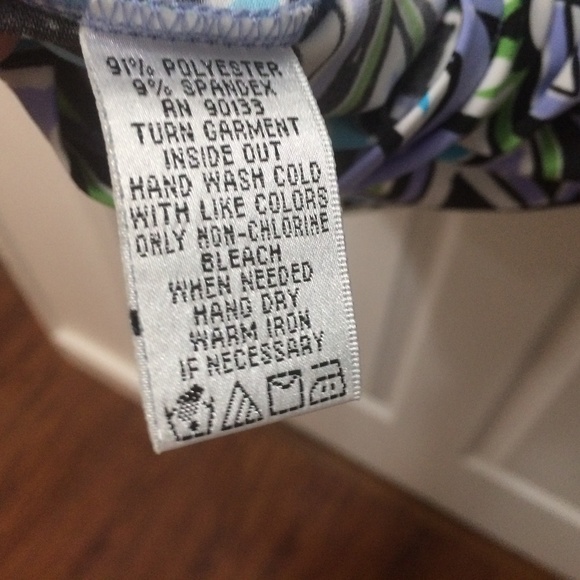 91% POLYESTER
9% SPANDEX
RN 90133
TURN GARMENT
INSIDE OUT
HAND WASH COLD
WITH LIKE COLORS
ONLY NON-CHLORINE
BLEACH
WHEN NEEDED
HANG DRY
WARM IRON
IF NECESSARY